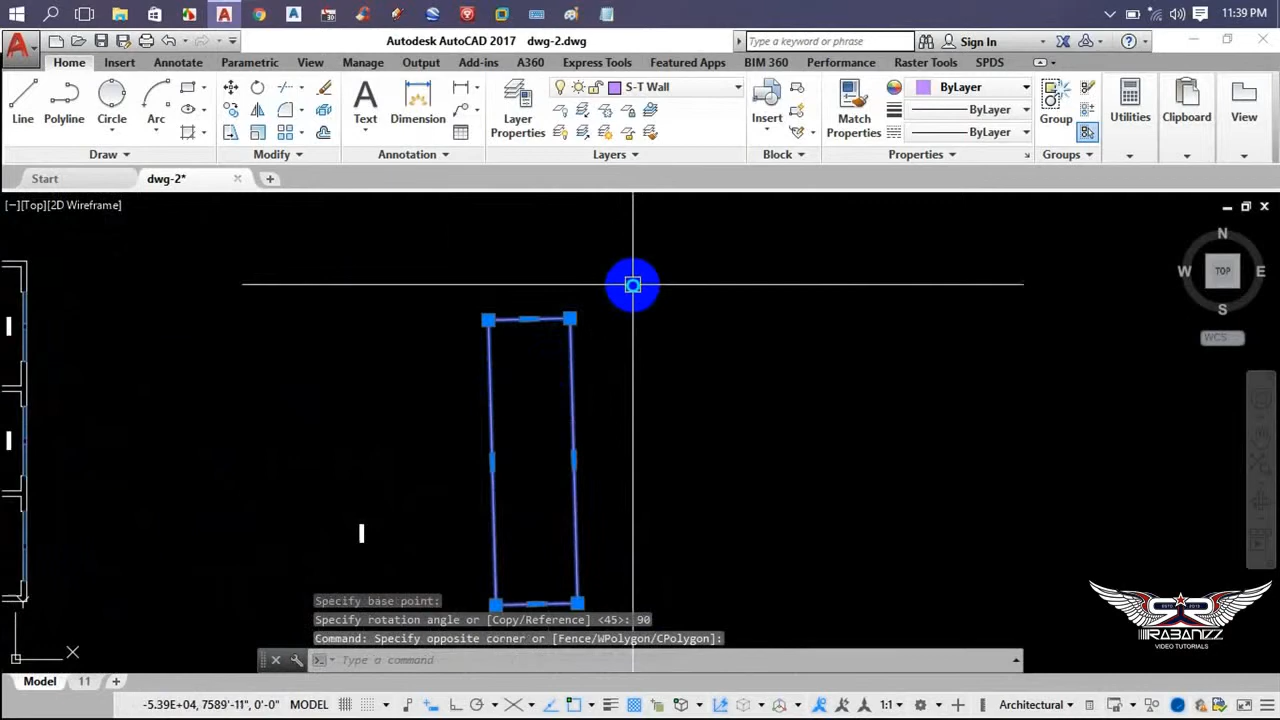 11:39 PM
Autodesk AutoCAD 2017 dwg-2.dwg
Type a keyword or phrase
Sign In
Home Insert Annotate Parametric View Manage Output Add-ins A360 Express Tools Featured Apps BIM 360 Performance Raster Tools SPDS
S-T Wall
ByLayer
ByLayer
ByLayer
Line Polyline Circle Arc Text Dimension Layer Properties Insert Match Properties Group Utilities Clipboard View
Draw Modify Annotation Layers Block Properties Groups
Start dwg-2*
[−][Top][2D Wireframe]
N
W TOP E
S
WCS
Specify base point:
Specify rotation angle or [Copy/Reference] <45>: 90
Command: Specify opposite corner or [Fence/WPolygon/CPolygon]:
Type a command
X
RABANIZZ
VIDEO TUTORIALS
Model 11
-5.39E+04, 7589'-11", 0'-0" MODEL 1:1 Architectural